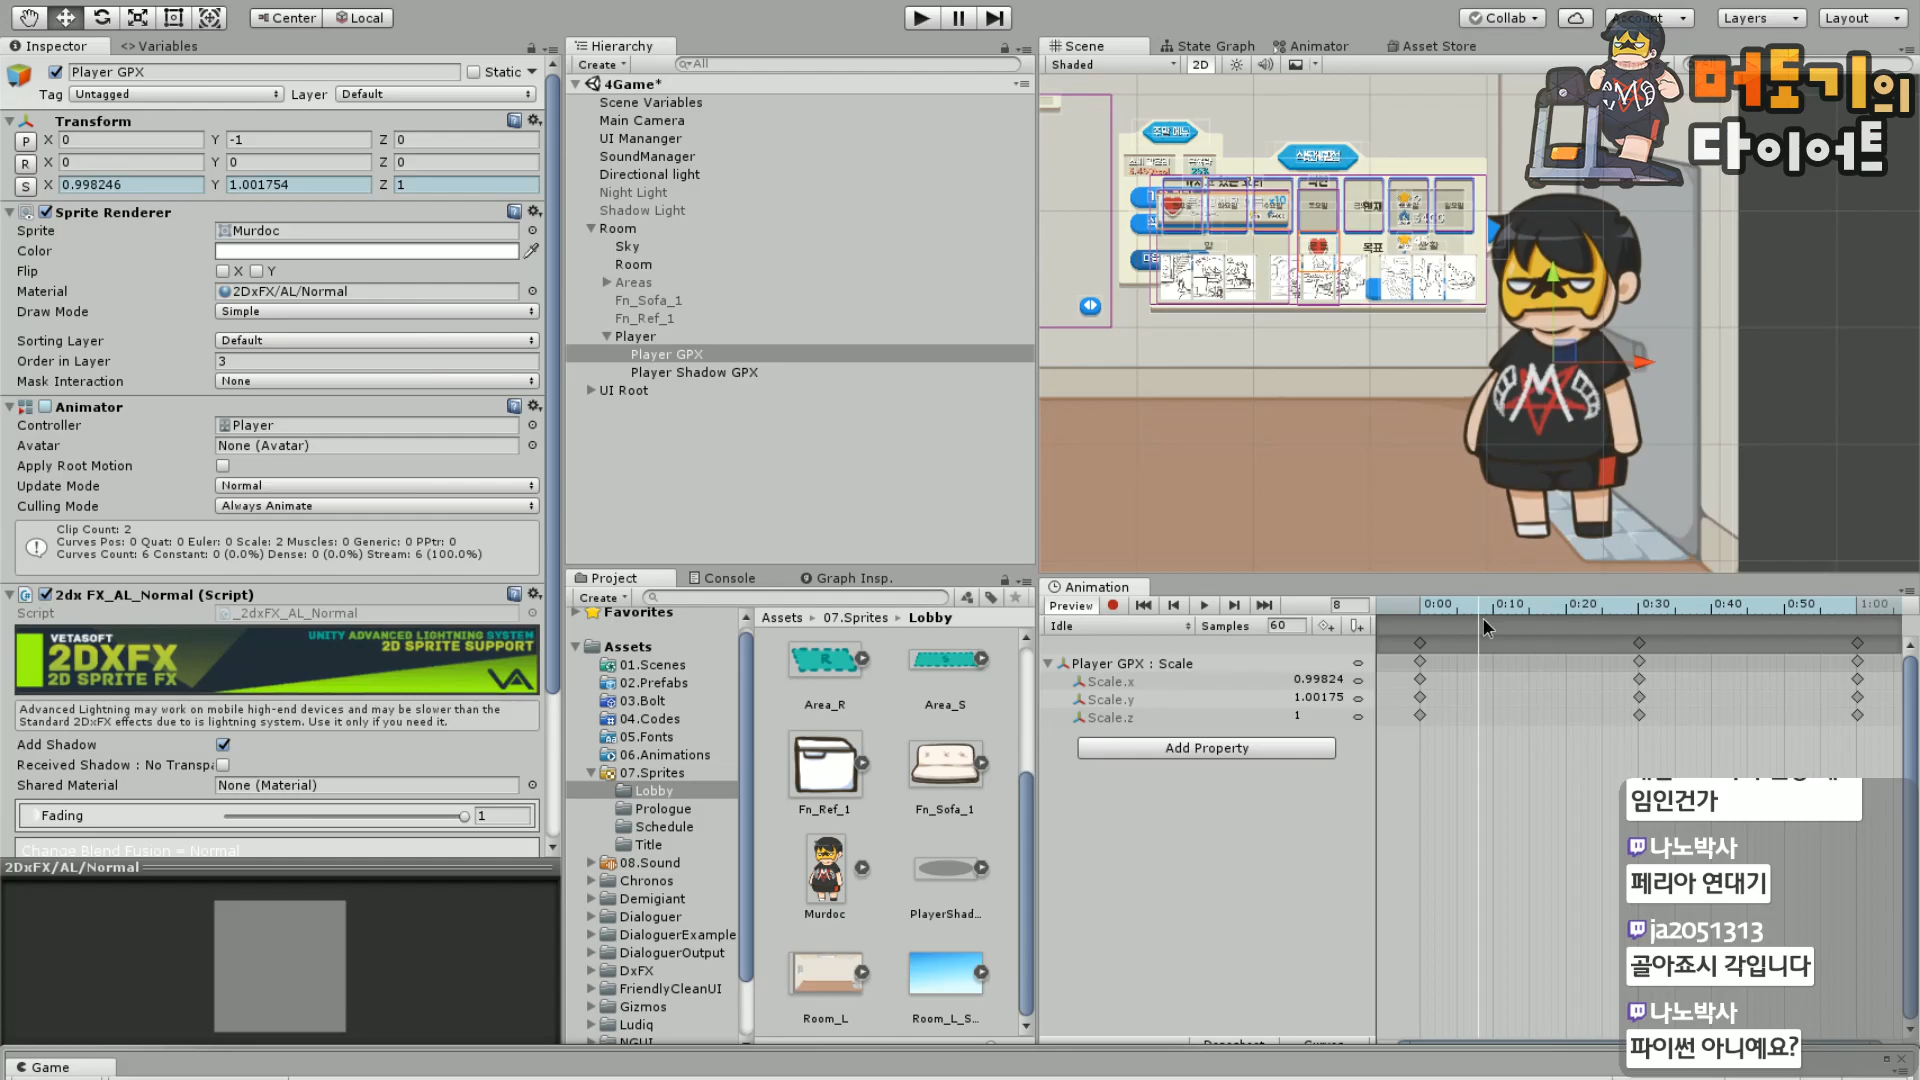 Center
Local
Collab
Account
Layers
Layout
Inspector
<> Variables
Player GPX
Static
Tag
Untagged
Layer
Default
Transform
P X 0 Y -1 Z 0
R X 0 Y 0 Z 0
S X 0.998246 Y 1.001754 Z 1
Sprite Renderer
Sprite
Murdoc
Color
Flip X Y
Material
2DxFX/AL/Normal
Draw Mode
Simple
Sorting Layer
Default
Order in Layer
3
Mask Interaction
None
Animator
Controller
Player
Avatar
None (Avatar)
Apply Root Motion
Update Mode
Normal
Culling Mode
Always Animate
Clip Count: 2
Curves Pos: 0 Quat: 0 Euler: 0 Scale: 2 Muscles: 0 Generic: 0 PPtr: 0
Curves Count: 6 Constant: 0 (0.0%) Dense: 0 (0.0%) Stream: 6 (100.0%)
2dx FX_AL_Normal (Script)
Script
_2dxFX_AL_Normal
VETASOFT
2DXFX
2D SPRITE FX
UNITY ADVANCED LIGHTNING SYSTEM
2D SPRITE SUPPORT
Advanced Lightning may work on mobile high-end devices and may be slower than the
Standard 2DxFX effects due to is lightning system. Use it only if you need it.
Add Shadow
Received Shadow : No Transpa
Shared Material
None (Material)
Fading
1
Change Blend Fusion = Normal
2DxFX/AL/Normal
Game
Hierarchy
Create
All
4Game*
Scene Variables
Main Camera
UI Mananger
SoundManager
Directional light
Night Light
Shadow Light
Room
Sky
Room
Areas
Fn_Sofa_1
Fn_Ref_1
Player
Player GPX
Player Shadow GPX
UI Root
Project
Console
Graph Insp.
Create
Favorites
Assets
01.Scenes
02.Prefabs
03.Bolt
04.Codes
05.Fonts
06.Animations
07.Sprites
Lobby
Prologue
Schedule
Title
08.Sound
Chronos
Demigiant
Dialoguer
DialoguerExample
DialoguerOutput
DxFX
FriendlyCleanUI
Gizmos
Ludiq
NGUI
Assets
07.Sprites
Lobby
R
S
Area_R
Area_S
Fn_Ref_1
Fn_Sofa_1
Murdoc
PlayerShad...
Room_L
Room_L_S...
Scene
State Graph
Animator
Asset Store
Shaded
2D
주말 메뉴
x10
목표
M
머도기의
다이어트
Animation
Preview
8
Idle
Samples 60
0:00 0:10 0:20 0:30 0:40 0:50 1:00
Player GPX : Scale
Scale.x 0.99824
Scale.y 1.00175
Scale.z 1
Add Property
Dopesheet
Curves
임인건가
나노박사
페리아 연대기
ja2051313
골아죠시 각입니다
나노박사
파이썬 아니예요?